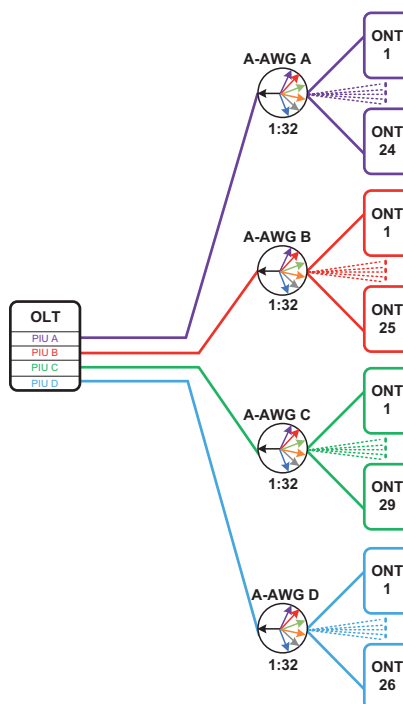 ONT
1
A-AWG A
1:32
ONT
24
ONT
1
A-AWG B
1:32
ONT
25
OLT
PIU A
PIU B
PIU C
PIU D
ONT
1
A-AWG C
1:32
ONT
29
ONT
1
A-AWG D
1:32
ONT
26